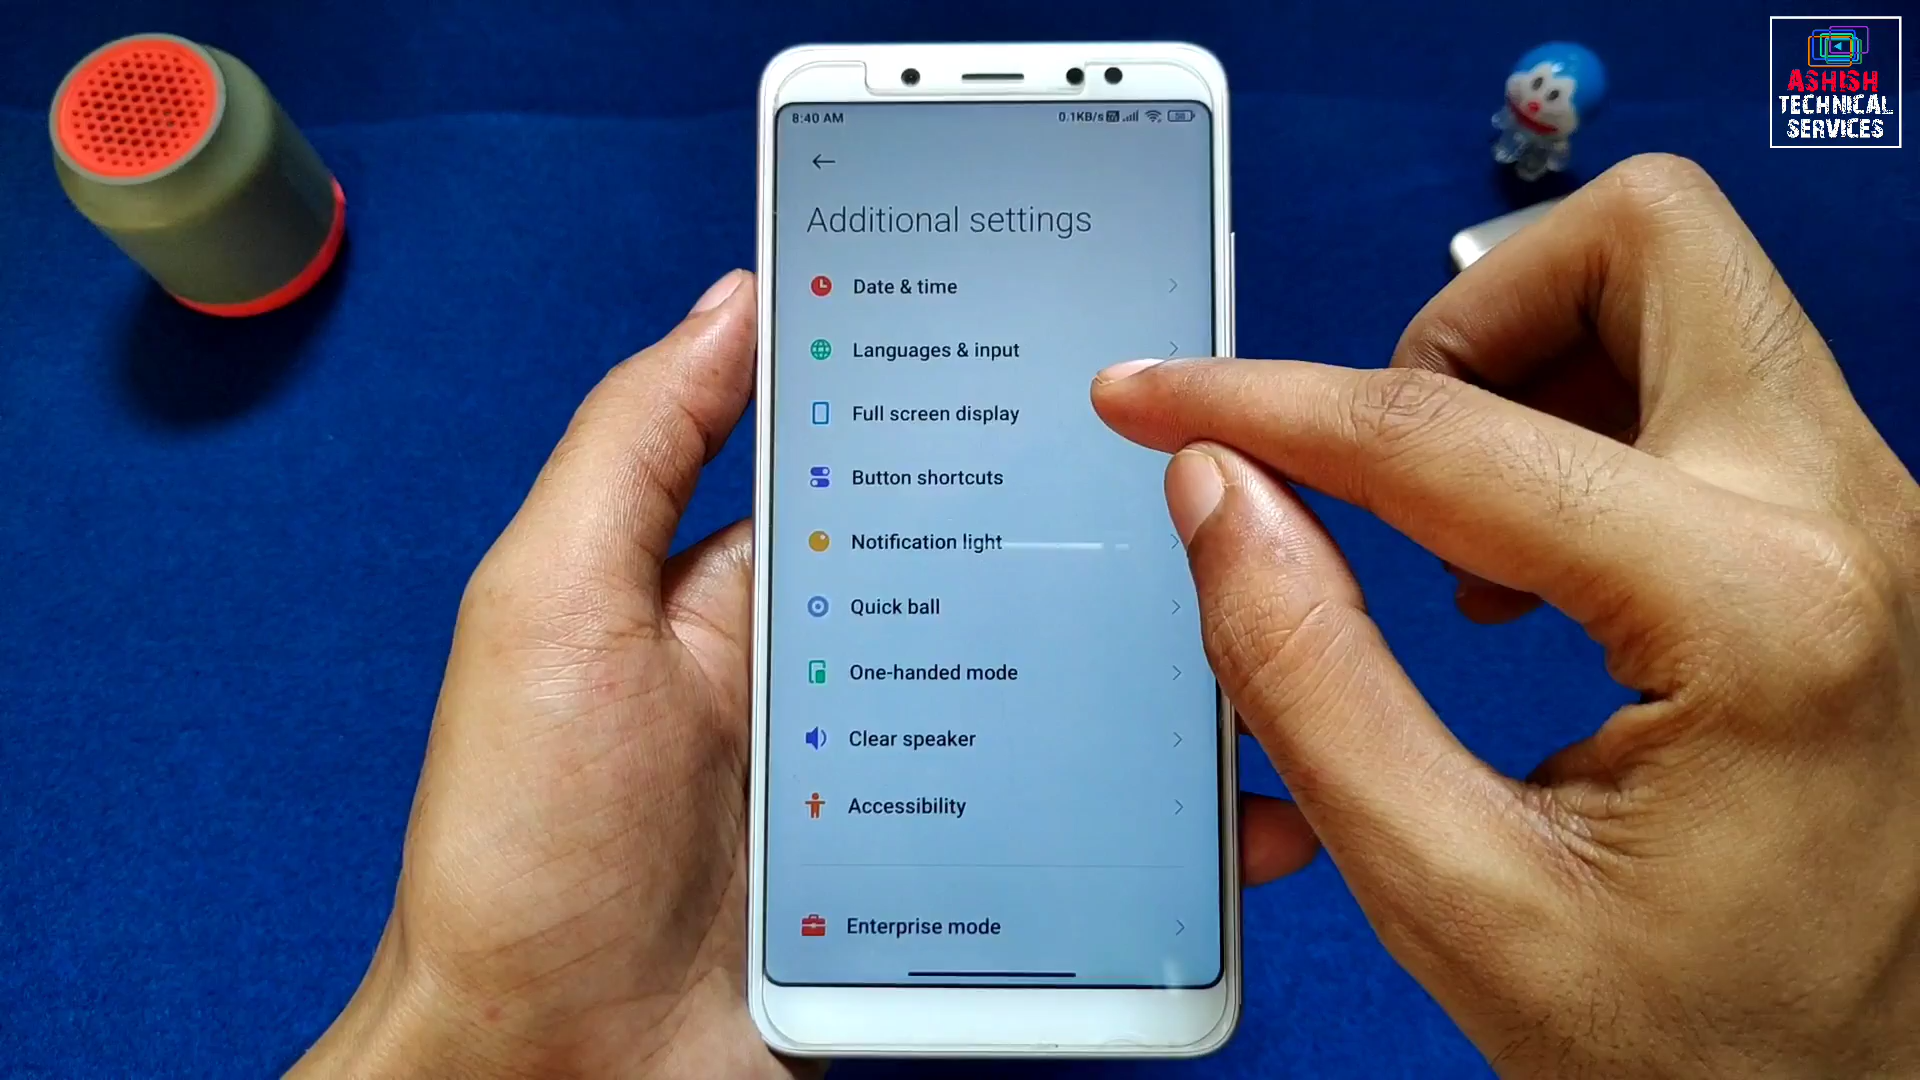 ASHISH
TECHNICAL
SERVICES
8:40 AM
0.1KB/s
Additional settings
Date & time
Languages & input
Full screen display
Button shortcuts
Notification light
Quick ball
One-handed mode
Clear speaker
Accessibility
Enterprise mode